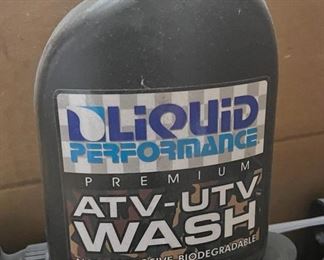 LIQUID
PERFORMANCE
PREMIUM
ATV-UTV
WASH
BIODEGRADABLE